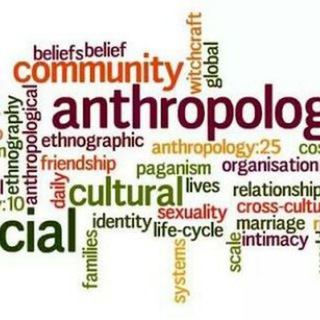 beliefs belief
community
witchcraft
global
anthropolog
ethnography
anthropological
ethnographic
anthropology:25
cos
friendship
paganism
organisation
daily
cultural
lives
relationship
:10
cial
identity
sexuality
cross-cultu
life-cycle
marriage
intimacy
families
systems
scale